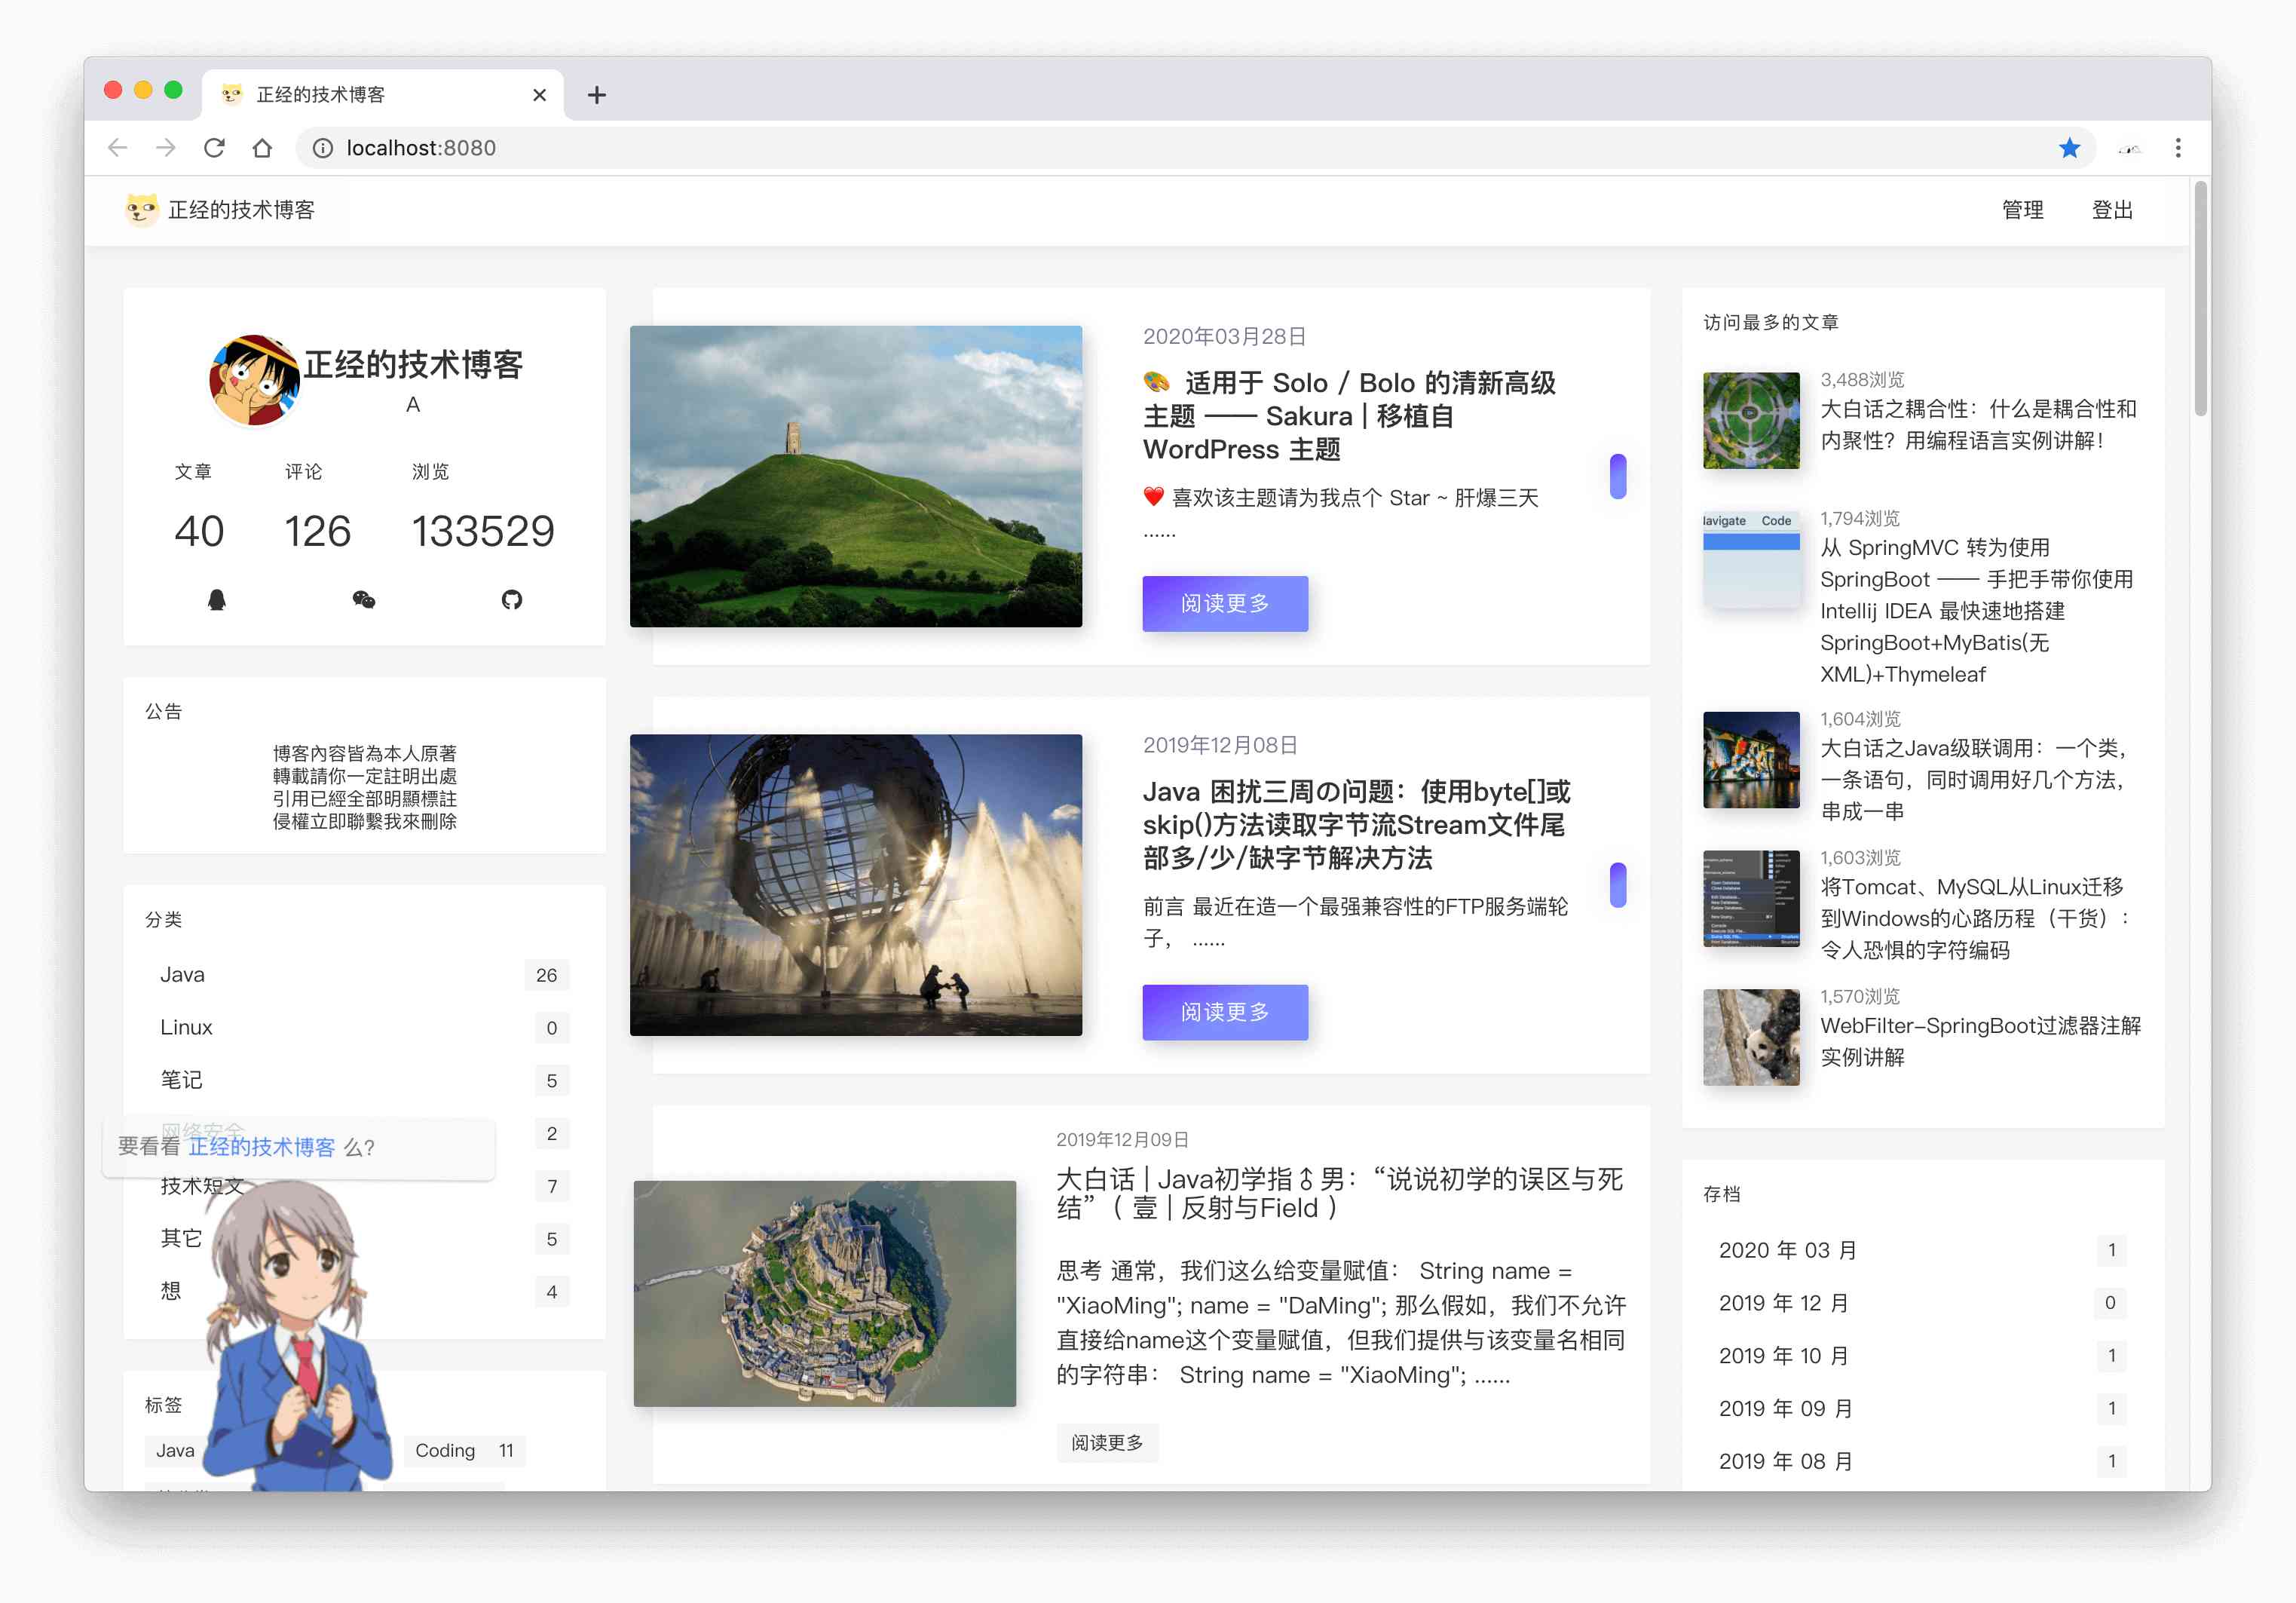 正经的技术博客
localhost:8080
正经的技术博客
管理 登出
正经的技术博客
A
文章 评论 浏览
40 126 133529
公告
博客內容皆為本人原著
轉載請你一定註明出處
引用已經全部明顯標註
侵權立即聯繫我來刪除
分类
Java 26
Linux 0
笔记 5
网络安全 2
要看看 正经的技术博客 么?
技术短文 7
其它 5
想 4
标签
Java
Coding 11
2020年03月28日
🎨 适用于 Solo / Bolo 的清新高级
主题 —— Sakura | 移植自
WordPress 主题
❤️ 喜欢该主题请为我点个 Star ~ 肝爆三天
......
阅读更多
2019年12月08日
Java 困扰三周の问题：使用byte[]或
skip()方法读取字节流Stream文件尾
部多/少/缺字节解决方法
前言 最近在造一个最强兼容性的FTP服务端轮
子， ......
阅读更多
2019年12月09日
大白话 | Java初学指⚦男：“说说初学的误区与死
结”（ 壹 | 反射与Field ）
思考 通常，我们这么给变量赋值： String name =
"XiaoMing"; name = "DaMing"; 那么假如，我们不允许
直接给name这个变量赋值，但我们提供与该变量名相同
的字符串： String name = "XiaoMing"; ......
阅读更多
访问最多的文章
3,488浏览
大白话之耦合性：什么是耦合性和
内聚性？用编程语言实例讲解！
lavigate Code
1,794浏览
从 SpringMVC 转为使用
SpringBoot —— 手把手带你使用
Intellij IDEA 最快速地搭建
SpringBoot+MyBatis(无
XML)+Thymeleaf
1,604浏览
大白话之Java级联调用：一个类，
一条语句，同时调用好几个方法，
串成一串
1,603浏览
将Tomcat、MySQL从Linux迁移
到Windows的心路历程（干货）：
令人恐惧的字符编码
1,570浏览
WebFilter-SpringBoot过滤器注解
实例讲解
存档
2020 年 03 月 1
2019 年 12 月 0
2019 年 10 月 1
2019 年 09 月 1
2019 年 08 月 1